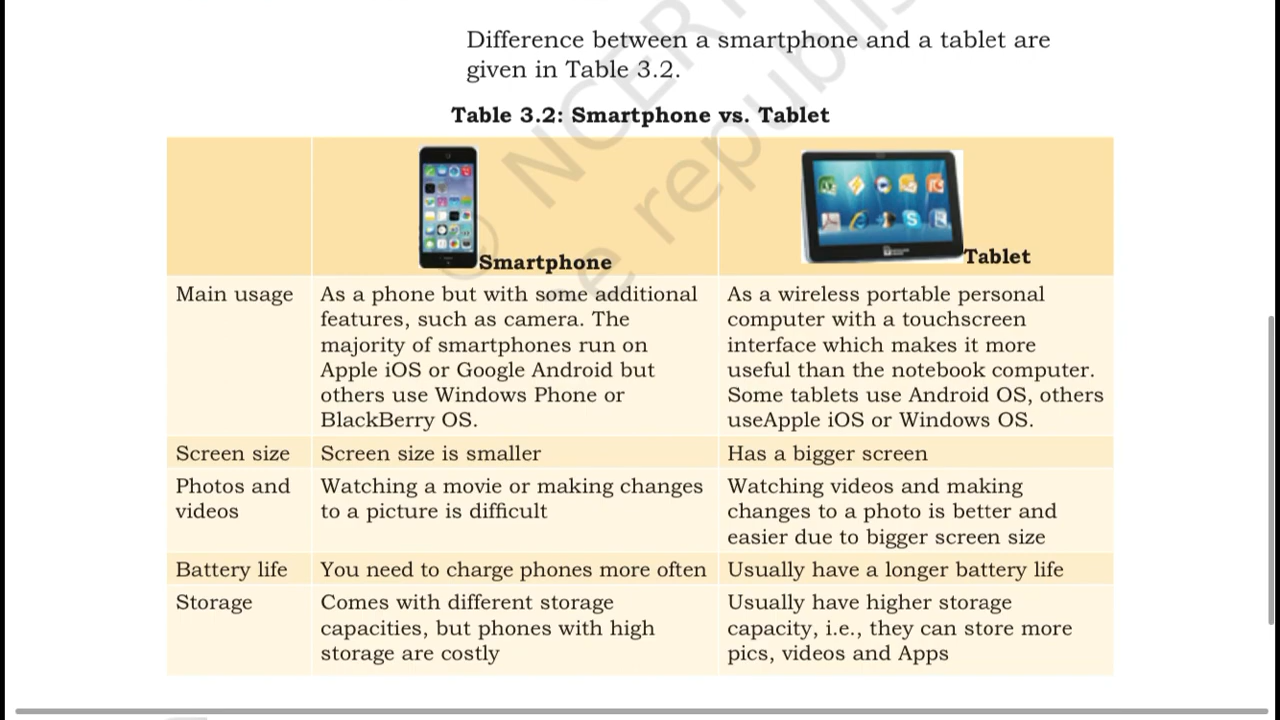 Difference between a smartphone and a tablet are
given in Table 3.2.
Table 3.2: Smartphone vs. Tablet
Smartphone
Tablet
Main usage
As a phone but with some additional
features, such as camera. The
majority of smartphones run on
Apple iOS or Google Android but
others use Windows Phone or
BlackBerry OS.
As a wireless portable personal
computer with a touchscreen
interface which makes it more
useful than the notebook computer.
Some tablets use Android OS, others
useApple iOS or Windows OS.
Screen size
Screen size is smaller
Has a bigger screen
Photos and
videos
Watching a movie or making changes
to a picture is difficult
Watching videos and making
changes to a photo is better and
easier due to bigger screen size
Battery life
You need to charge phones more often
Usually have a longer battery life
Storage
Comes with different storage
capacities, but phones with high
storage are costly
Usually have higher storage
capacity, i.e., they can store more
pics, videos and Apps
© NCERT
republis